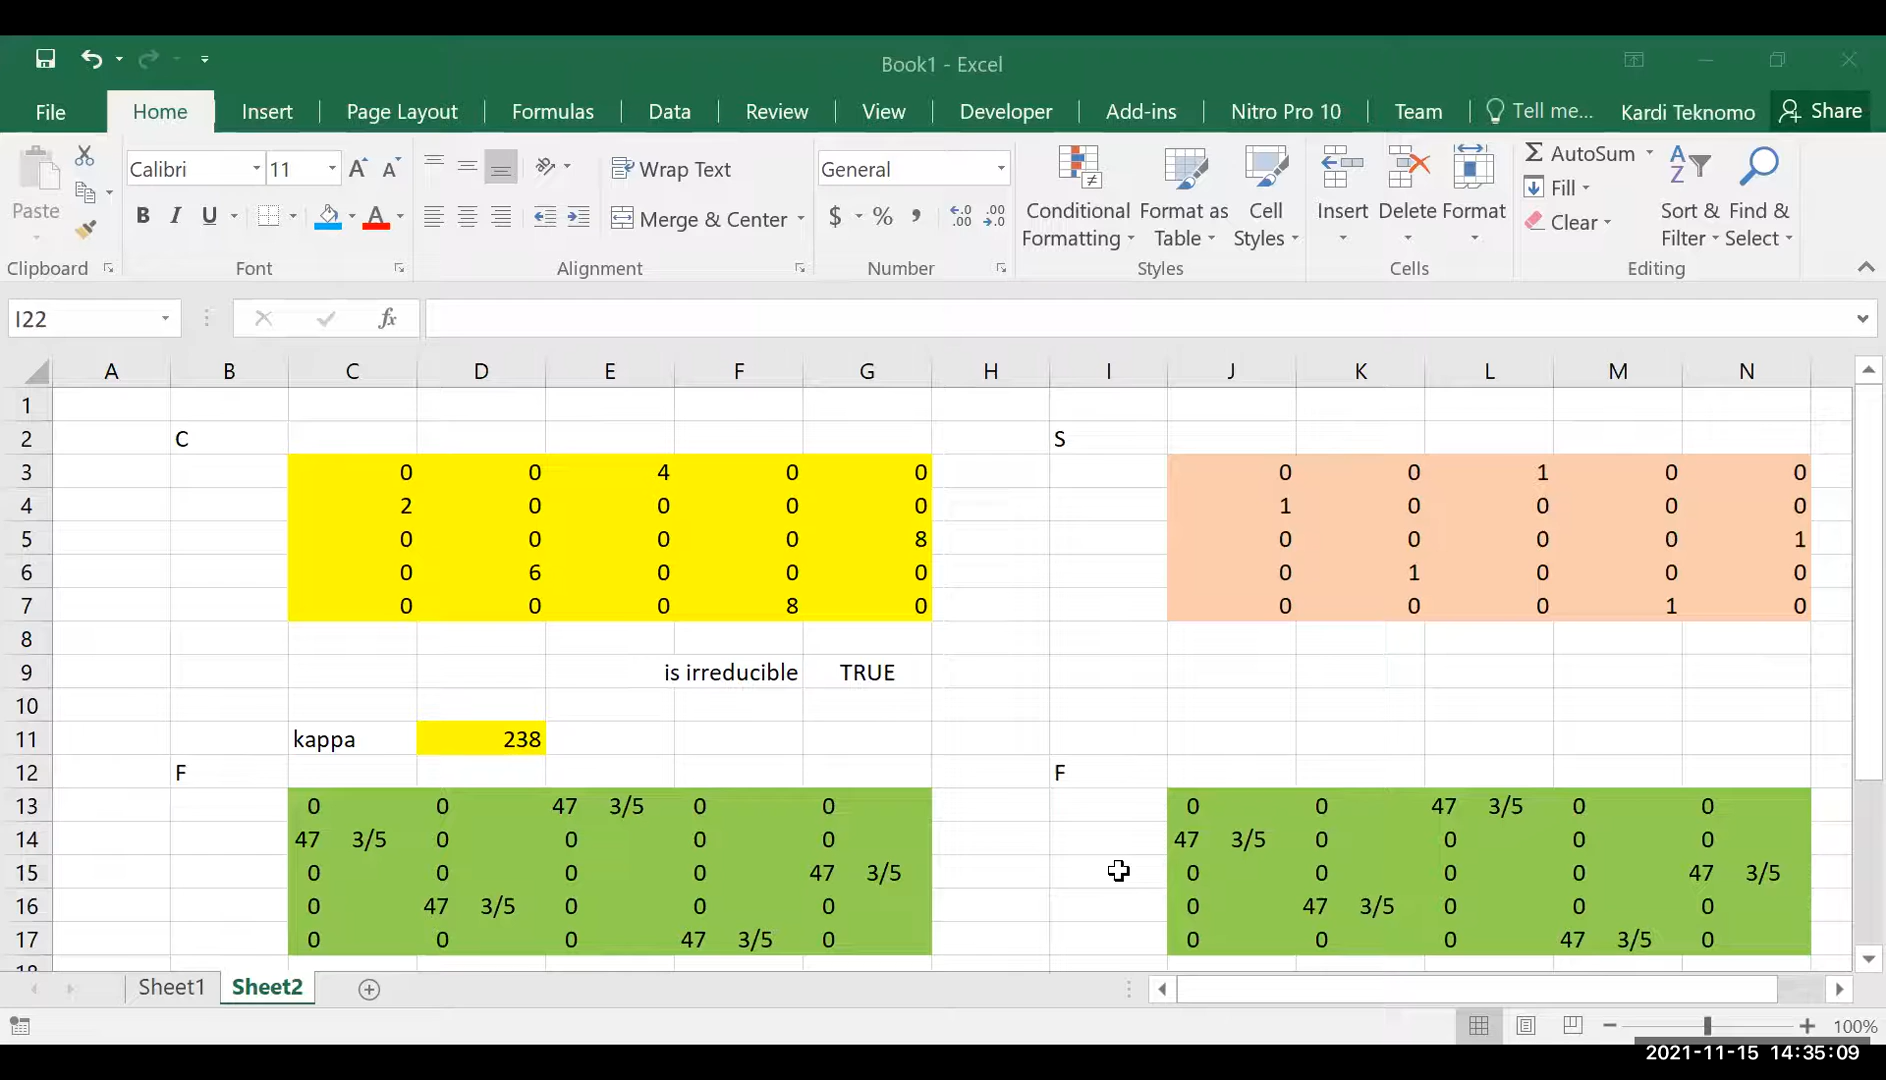 Book1 - Excel
File Home Insert Page Layout Formulas Data Review View Developer Add-ins Nitro Pro 10 Team Tell me... Kardi Teknomo Share
Paste
Clipboard
Calibri 11
Font
Wrap Text
Merge & Center
Alignment
General
$ % , .0 .00 .00 .0
Number
Conditional Formatting
Format as Table
Cell Styles
Styles
Insert Delete Format
Cells
AutoSum
Fill
Clear
Sort & Filter
Find & Select
Editing
I22 fx
A B C D E F G H I J K L M N
1
2 C S
3 0 0 4 0 0 0 0 1 0 0
4 2 0 0 0 0 1 0 0 0 0
5 0 0 0 0 8 0 0 0 0 1
6 0 6 0 0 0 0 1 0 0 0
7 0 0 0 8 0 0 0 0 1 0
8
9 is irreducible TRUE
10
11 kappa 238
12 F F
13 0 0 47 3/5 0 0 0 0 47 3/5 0 0
14 47 3/5 0 0 0 0 47 3/5 0 0 0 0
15 0 0 0 0 47 3/5 0 0 0 0 47 3/5
16 0 47 3/5 0 0 0 0 47 3/5 0 0 0
17 0 0 0 47 3/5 0 0 0 0 47 3/5 0
18
Sheet1 Sheet2
100%
2021-11-15 14:35:09